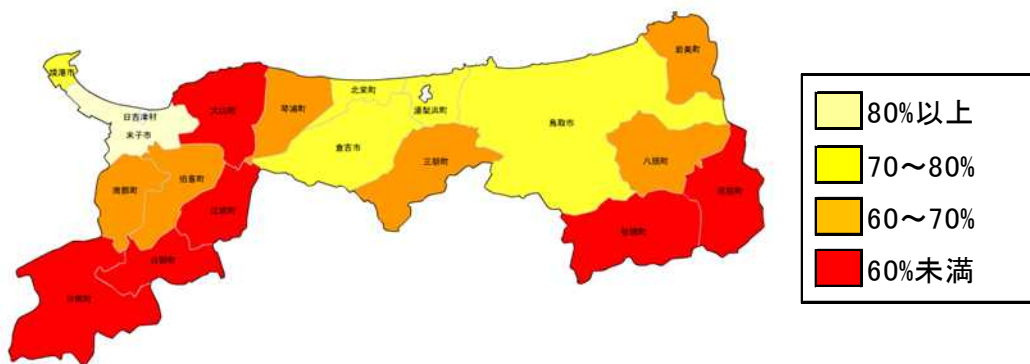 岩美町
境港市
北栄町
大山町
琴浦町
湯梨浜町
日吉津村
鳥取市
米子市
倉吉市
三朝町
八頭町
伯耆町
南部町
若桜町
江府町
智頭町
日野町
日南町
80%以上
70～80%
60～70%
60%未満